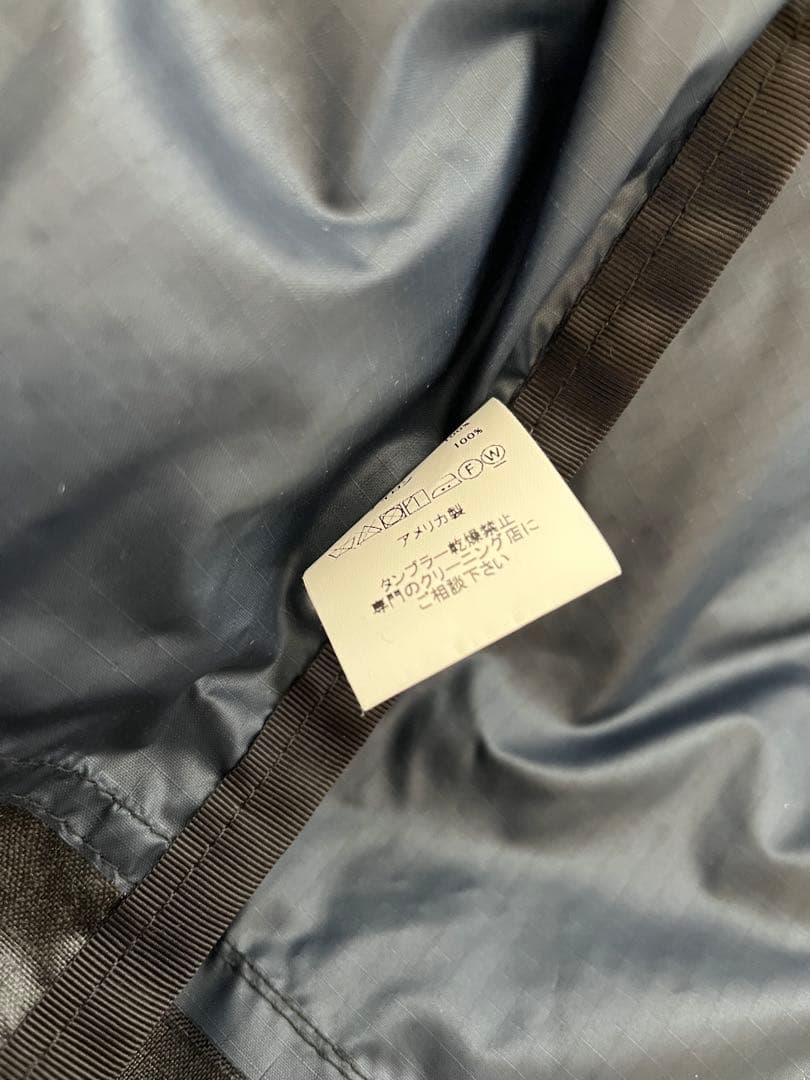 100%
F W
アメリカ製
タンブラー乾燥禁止
専門のクリーニング店に
ご相談下さい